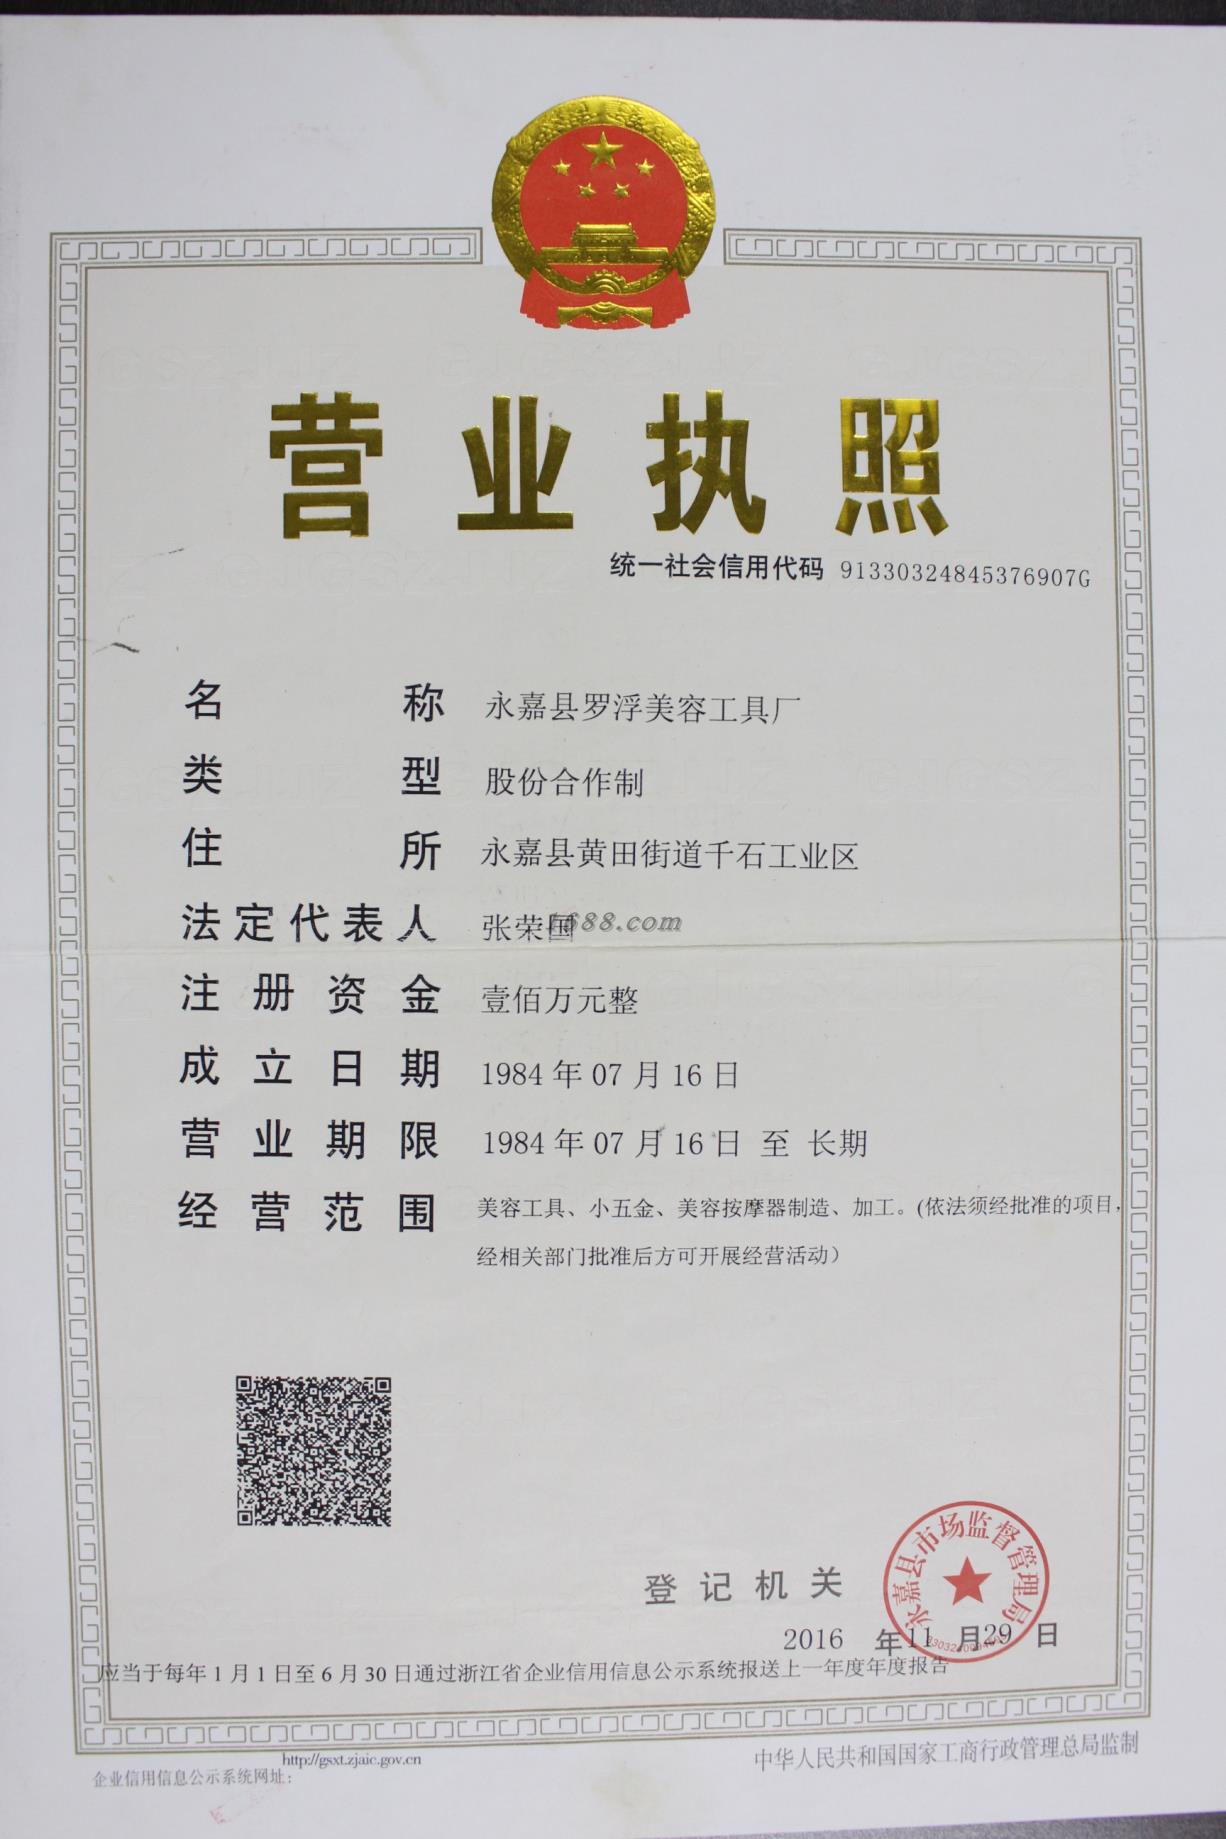 营业执照
统一社会信用代码 91330324845376907G
名称 永嘉县罗浮美容工具厂
类型 股份合作制
住所 永嘉县黄田街道千石工业区
法定代表人 张荣国
1688.com
注册资金 壹佰万元整
成立日期 1984年07月16日
营业期限 1984年07月16日 至 长期
经营范围 美容工具、小五金、美容按摩器制造、加工。(依法须经批准的项目，
经相关部门批准后方可开展经营活动）
永嘉县市场监督管理局
登记机关
2016 年11月29日
应当于每年1月1日至6月30日通过浙江省企业信用信息公示系统报送上一年度年度报告
http://gsxt.zjaic.gov.cn
企业信用信息公示系统网址：
中华人民共和国国家工商行政管理总局监制